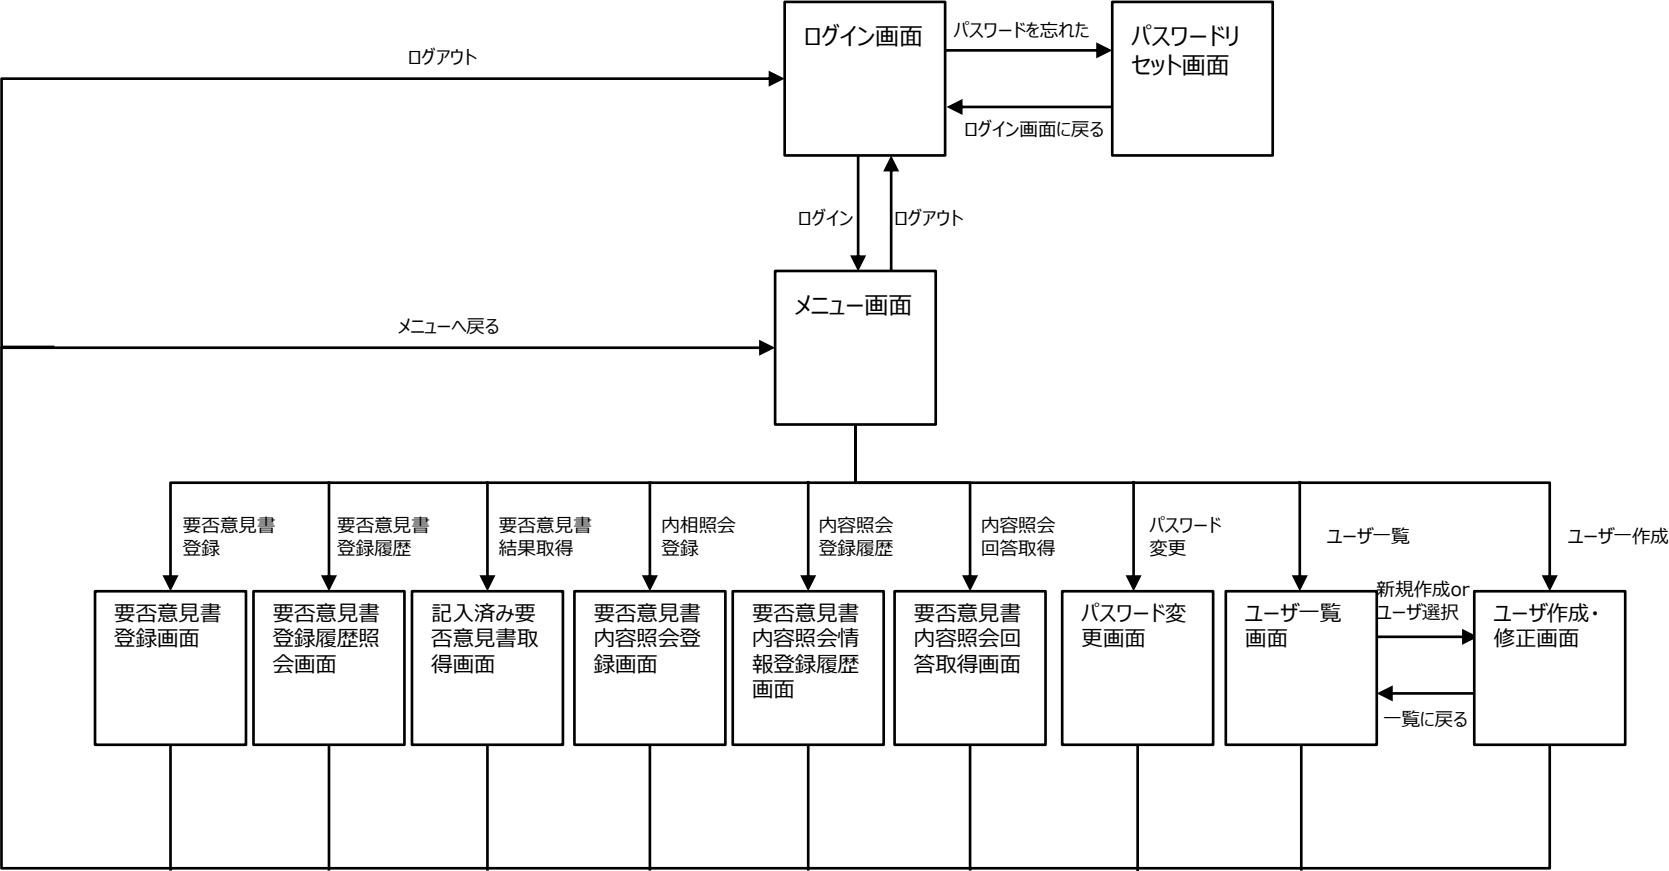 ログイン画面
パスワードを忘れた
パスワードリ
セット画面
ログアウト
ログイン画面に戻る
ログイン
ログアウト
メニュー画面
メニューへ戻る
要否意見書
登録
要否意見書
登録履歴
要否意見書
結果取得
内相照会
登録
内容照会
登録履歴
内容照会
回答取得
パスワード
変更
ユーザ一覧
ユーザー作成
要否意見書
登録画面
要否意見書
登録履歴照
会画面
記入済み要
否意見書取
得画面
要否意見書
内容照会登
録画面
要否意見書
内容照会情
報登録履歴
画面
要否意見書
内容照会回
答取得画面
パスワード変
更画面
ユーザ一覧
画面
新規作成or
ユーザ選択
一覧に戻る
ユーザ作成・
修正画面